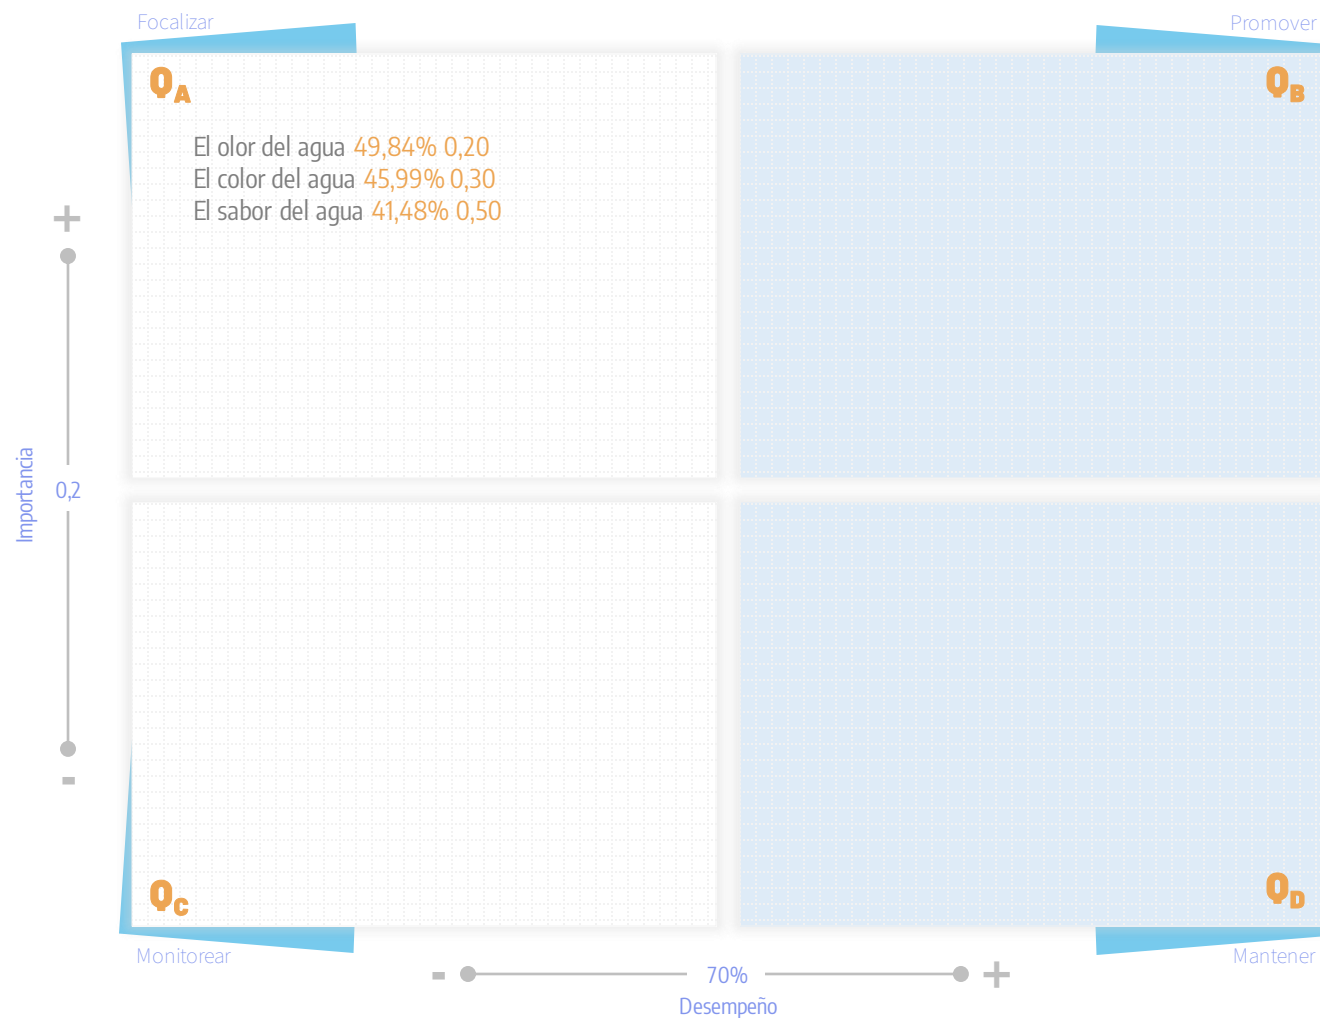 Focalizar
Promover
QA
QB
El olor del agua 49,84% 0,20
El color del agua 45,99% 0,30
El sabor del agua 41,48% 0,50
+
Importancia
0,2
-
QC
QD
Monitorear
Mantener
- 70% +
Desempeño